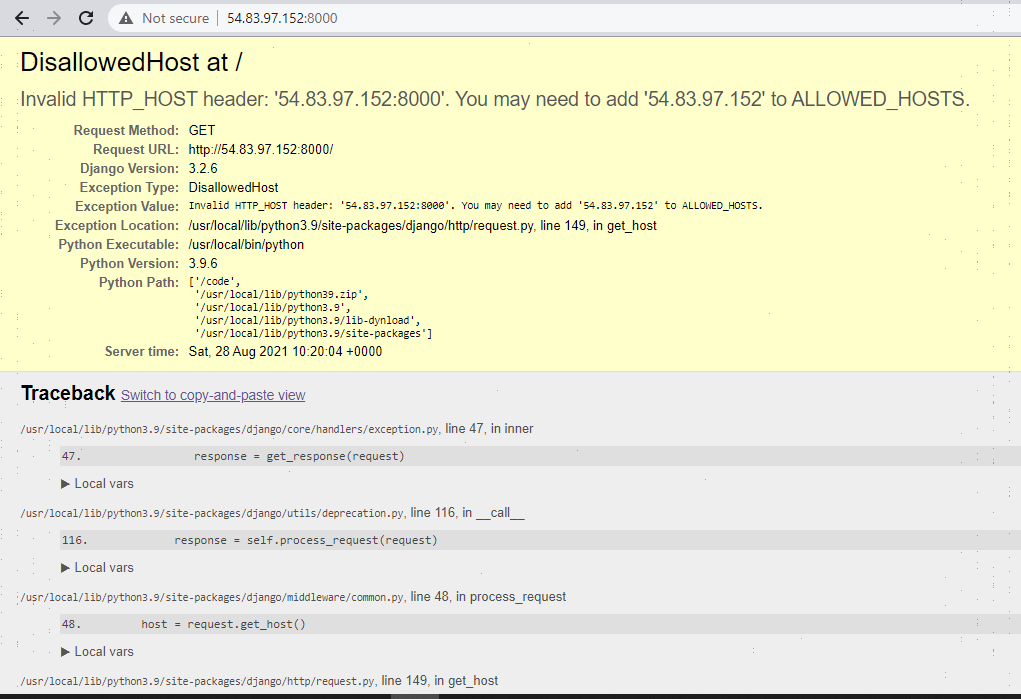 Not secure | 54.83.97.152:8000
DisallowedHost at /
Invalid HTTP_HOST header: '54.83.97.152:8000'. You may need to add '54.83.97.152' to ALLOWED_HOSTS.
Request Method: GET
Request URL: http://54.83.97.152:8000/
Django Version: 3.2.6
Exception Type: DisallowedHost
Exception Value: Invalid HTTP_HOST header: '54.83.97.152:8000'. You may need to add '54.83.97.152' to ALLOWED_HOSTS.
Exception Location: /usr/local/lib/python3.9/site-packages/django/http/request.py, line 149, in get_host
Python Executable: /usr/local/bin/python
Python Version: 3.9.6
Python Path: ['/code',
'/usr/local/lib/python39.zip',
'/usr/local/lib/python3.9',
'/usr/local/lib/python3.9/lib-dynload',
'/usr/local/lib/python3.9/site-packages']
Server time: Sat, 28 Aug 2021 10:20:04 +0000
Traceback Switch to copy-and-paste view
/usr/local/lib/python3.9/site-packages/django/core/handlers/exception.py, line 47, in inner
47. response = get_response(request)
▶ Local vars
/usr/local/lib/python3.9/site-packages/django/utils/deprecation.py, line 116, in __call__
116. response = self.process_request(request)
▶ Local vars
/usr/local/lib/python3.9/site-packages/django/middleware/common.py, line 48, in process_request
48. host = request.get_host()
▶ Local vars
/usr/local/lib/python3.9/site-packages/django/http/request.py, line 149, in get_host